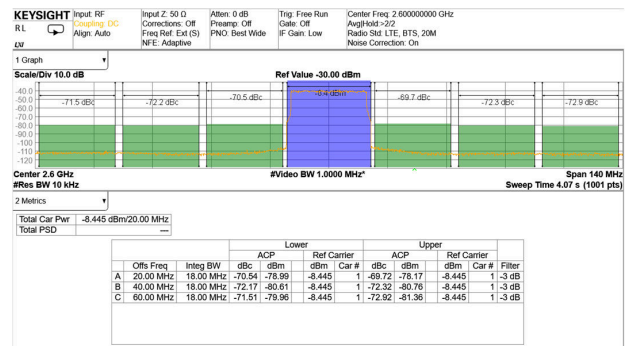 KEYSIGHT Input: RF Input Z: 50 Ω Atten: 0 dB Trig: Free Run Center Freq: 2.600000000 GHz
RL Coupling: DC Corrections: Off Preamp: Off Gate: Off Avg|Hold:>2/2
Align: Auto Freq Ref: Ext (S) PNO: Best Wide IF Gain: Low Radio Std: LTE, BTS, 20M
LXI NFE: Adaptive Noise Correction: On
1 Graph
Scale/Div 10.0 dB Ref Value -30.00 dBm
-40.0
-50.0
-60.0
-70.0
-80.0
-90.0
-100
-110
-120
-71.5 dBc -72.2 dBc -70.5 dBc -8.4 dBm -69.7 dBc -72.3 dBc -72.9 dBc
Center 2.6 GHz #Video BW 1.0000 MHz* Span 140 MHz
#Res BW 10 kHz Sweep Time 4.07 s (1001 pts)
2 Metrics
Total Car Pwr -8.445 dBm/20.00 MHz
Total PSD ---
Lower Upper
ACP Ref Carrier ACP Ref Carrier
Offs Freq Integ BW dBc dBm dBm Car # dBc dBm dBm Car # Filter
A 20.00 MHz 18.00 MHz -70.54 -78.99 -8.445 1 -69.72 -78.17 -8.445 1 -3 dB
B 40.00 MHz 18.00 MHz -72.17 -80.61 -8.445 1 -72.32 -80.76 -8.445 1 -3 dB
C 60.00 MHz 18.00 MHz -71.51 -79.96 -8.445 1 -72.92 -81.36 -8.445 1 -3 dB